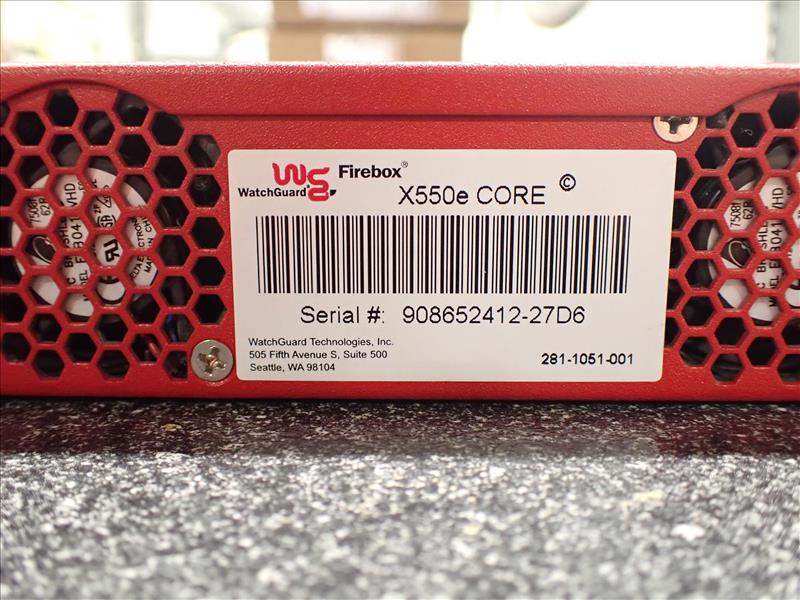 WatchGuard
Firebox®
X550e CORE ©
Serial #: 908652412-27D6
WatchGuard Technologies, Inc.
505 Fifth Avenue S, Suite 500
Seattle, WA 98104
281-1051-001